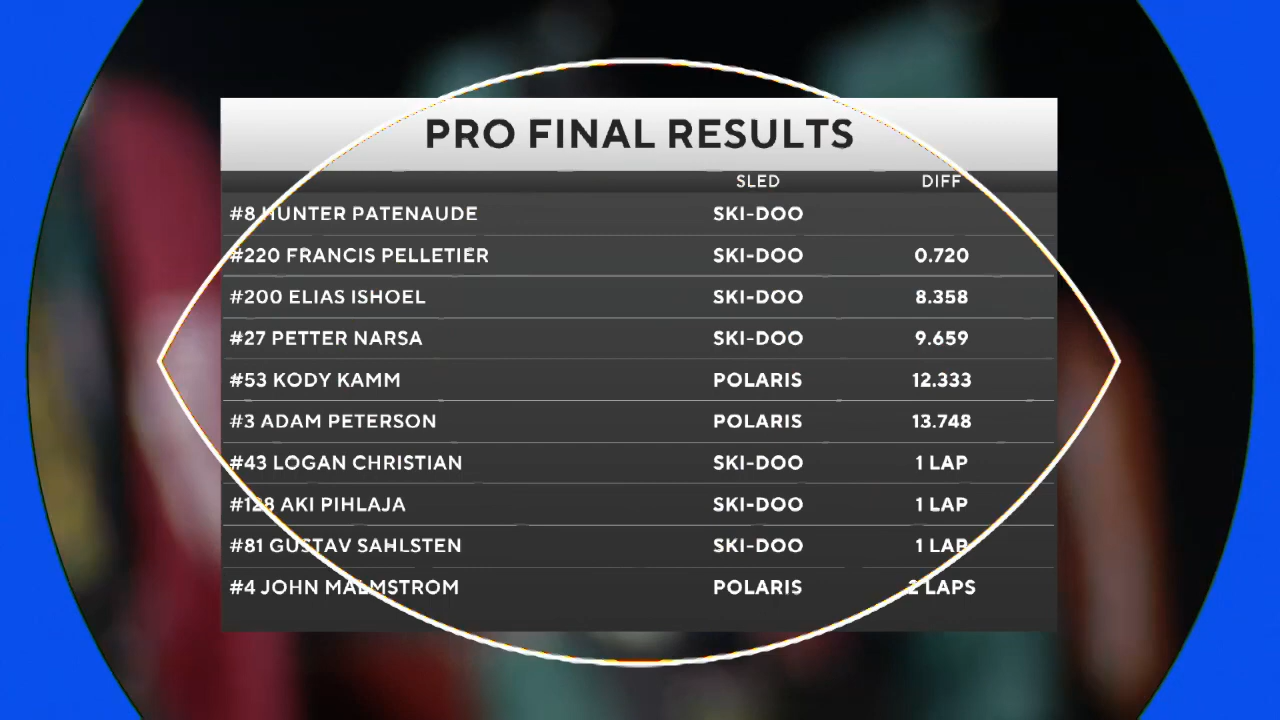 PRO FINAL RESULTS
SLED DIFF
#8 HUNTER PATENAUDE SKI-DOO
#220 FRANCIS PELLETIER SKI-DOO 0.720
#200 ELIAS ISHOEL SKI-DOO 8.358
#27 PETTER NARSA SKI-DOO 9.659
#53 KODY KAMM POLARIS 12.333
#3 ADAM PETERSON POLARIS 13.748
#43 LOGAN CHRISTIAN SKI-DOO 1 LAP
#128 AKI PIHLAJA SKI-DOO 1 LAP
#81 GUSTAV SAHLSTEN SKI-DOO 1 LAP
#4 JOHN MALMSTROM POLARIS 2 LAPS